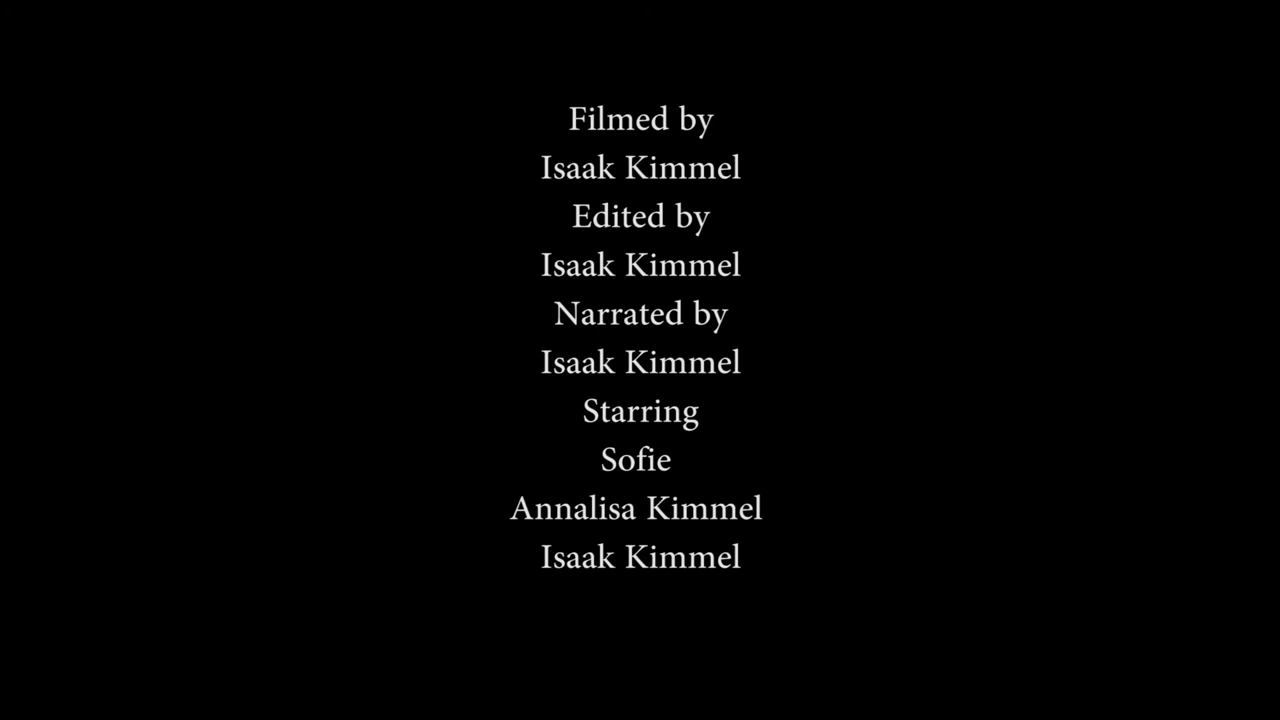 Filmed by
Isaak Kimmel
Edited by
Isaak Kimmel
Narrated by
Isaak Kimmel
Starring
Sofie
Annalisa Kimmel
Isaak Kimmel